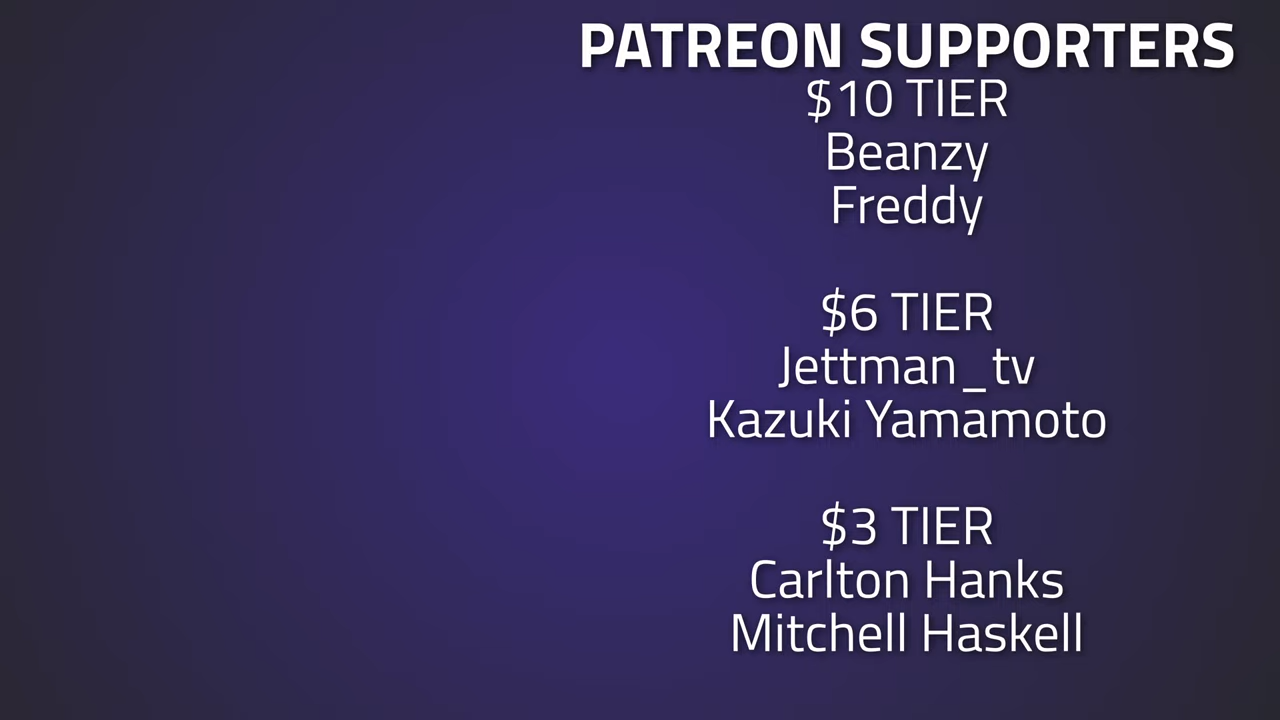 PATREON SUPPORTERS
$10 TIER
Beanzy
Freddy
$6 TIER
Jettman_tv
Kazuki Yamamoto
$3 TIER
Carlton Hanks
Mitchell Haskell